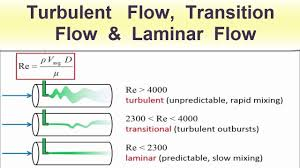 Turbulent Flow, Transition
Flow & Laminar Flow
Re = ρ Vavg D / μ
Re > 4000
turbulent (unpredictable, rapid mixing)
2300 < Re < 4000
transitional (turbulent outbursts)
Re < 2300
laminar (predictable, slow mixing)